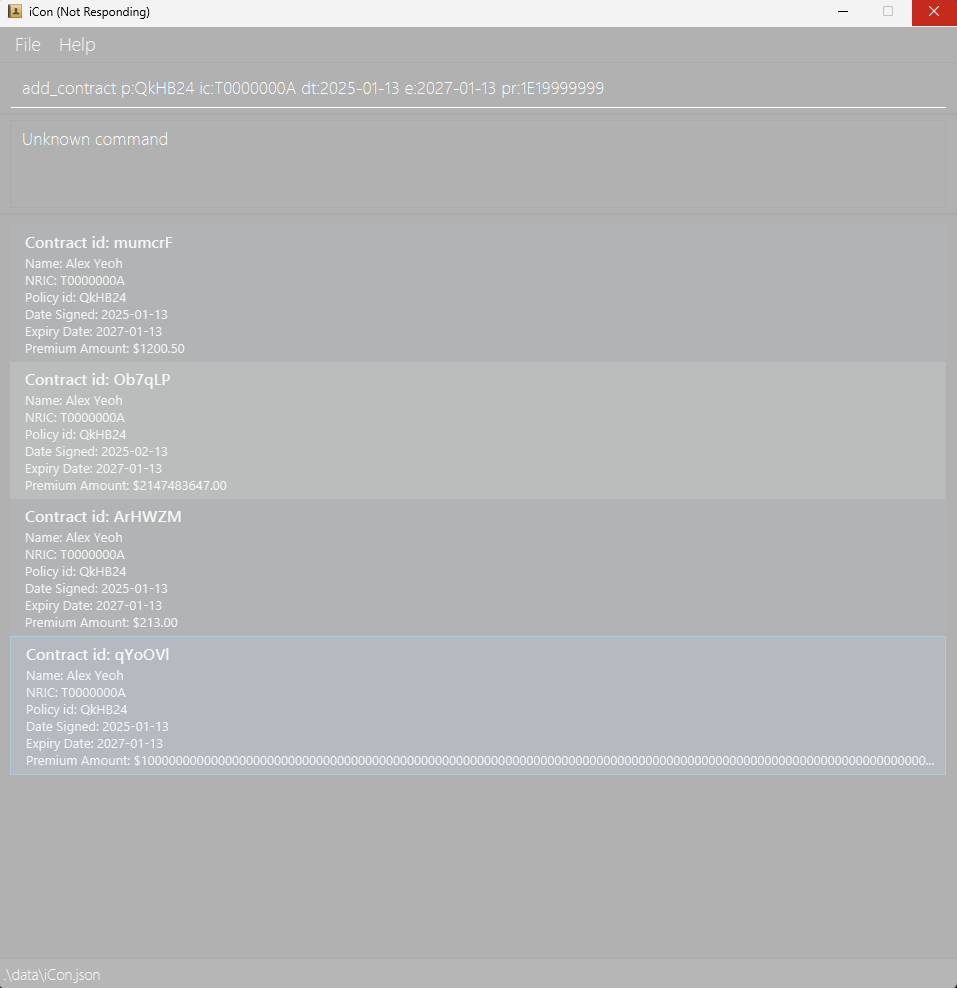 iCon (Not Responding)
File Help
add_contract p:QkHB24 ic:T0000000A dt:2025-01-13 e:2027-01-13 pr:1E19999999
Unknown command
Contract id: mumcrF
Name: Alex Yeoh
NRIC: T0000000A
Policy id: QkHB24
Date Signed: 2025-01-13
Expiry Date: 2027-01-13
Premium Amount: $1200.50
Contract id: Ob7qLP
Name: Alex Yeoh
NRIC: T0000000A
Policy id: QkHB24
Date Signed: 2025-02-13
Expiry Date: 2027-01-13
Premium Amount: $2147483647.00
Contract id: ArHWZM
Name: Alex Yeoh
NRIC: T0000000A
Policy id: QkHB24
Date Signed: 2025-01-13
Expiry Date: 2027-01-13
Premium Amount: $213.00
Contract id: qYoOVl
Name: Alex Yeoh
NRIC: T0000000A
Policy id: QkHB24
Date Signed: 2025-01-13
Expiry Date: 2027-01-13
Premium Amount: $1000000000000000000000000000000000000000000000000000000000000000000000000000000000000000000000000000000000000000...
.\data\iCon.json